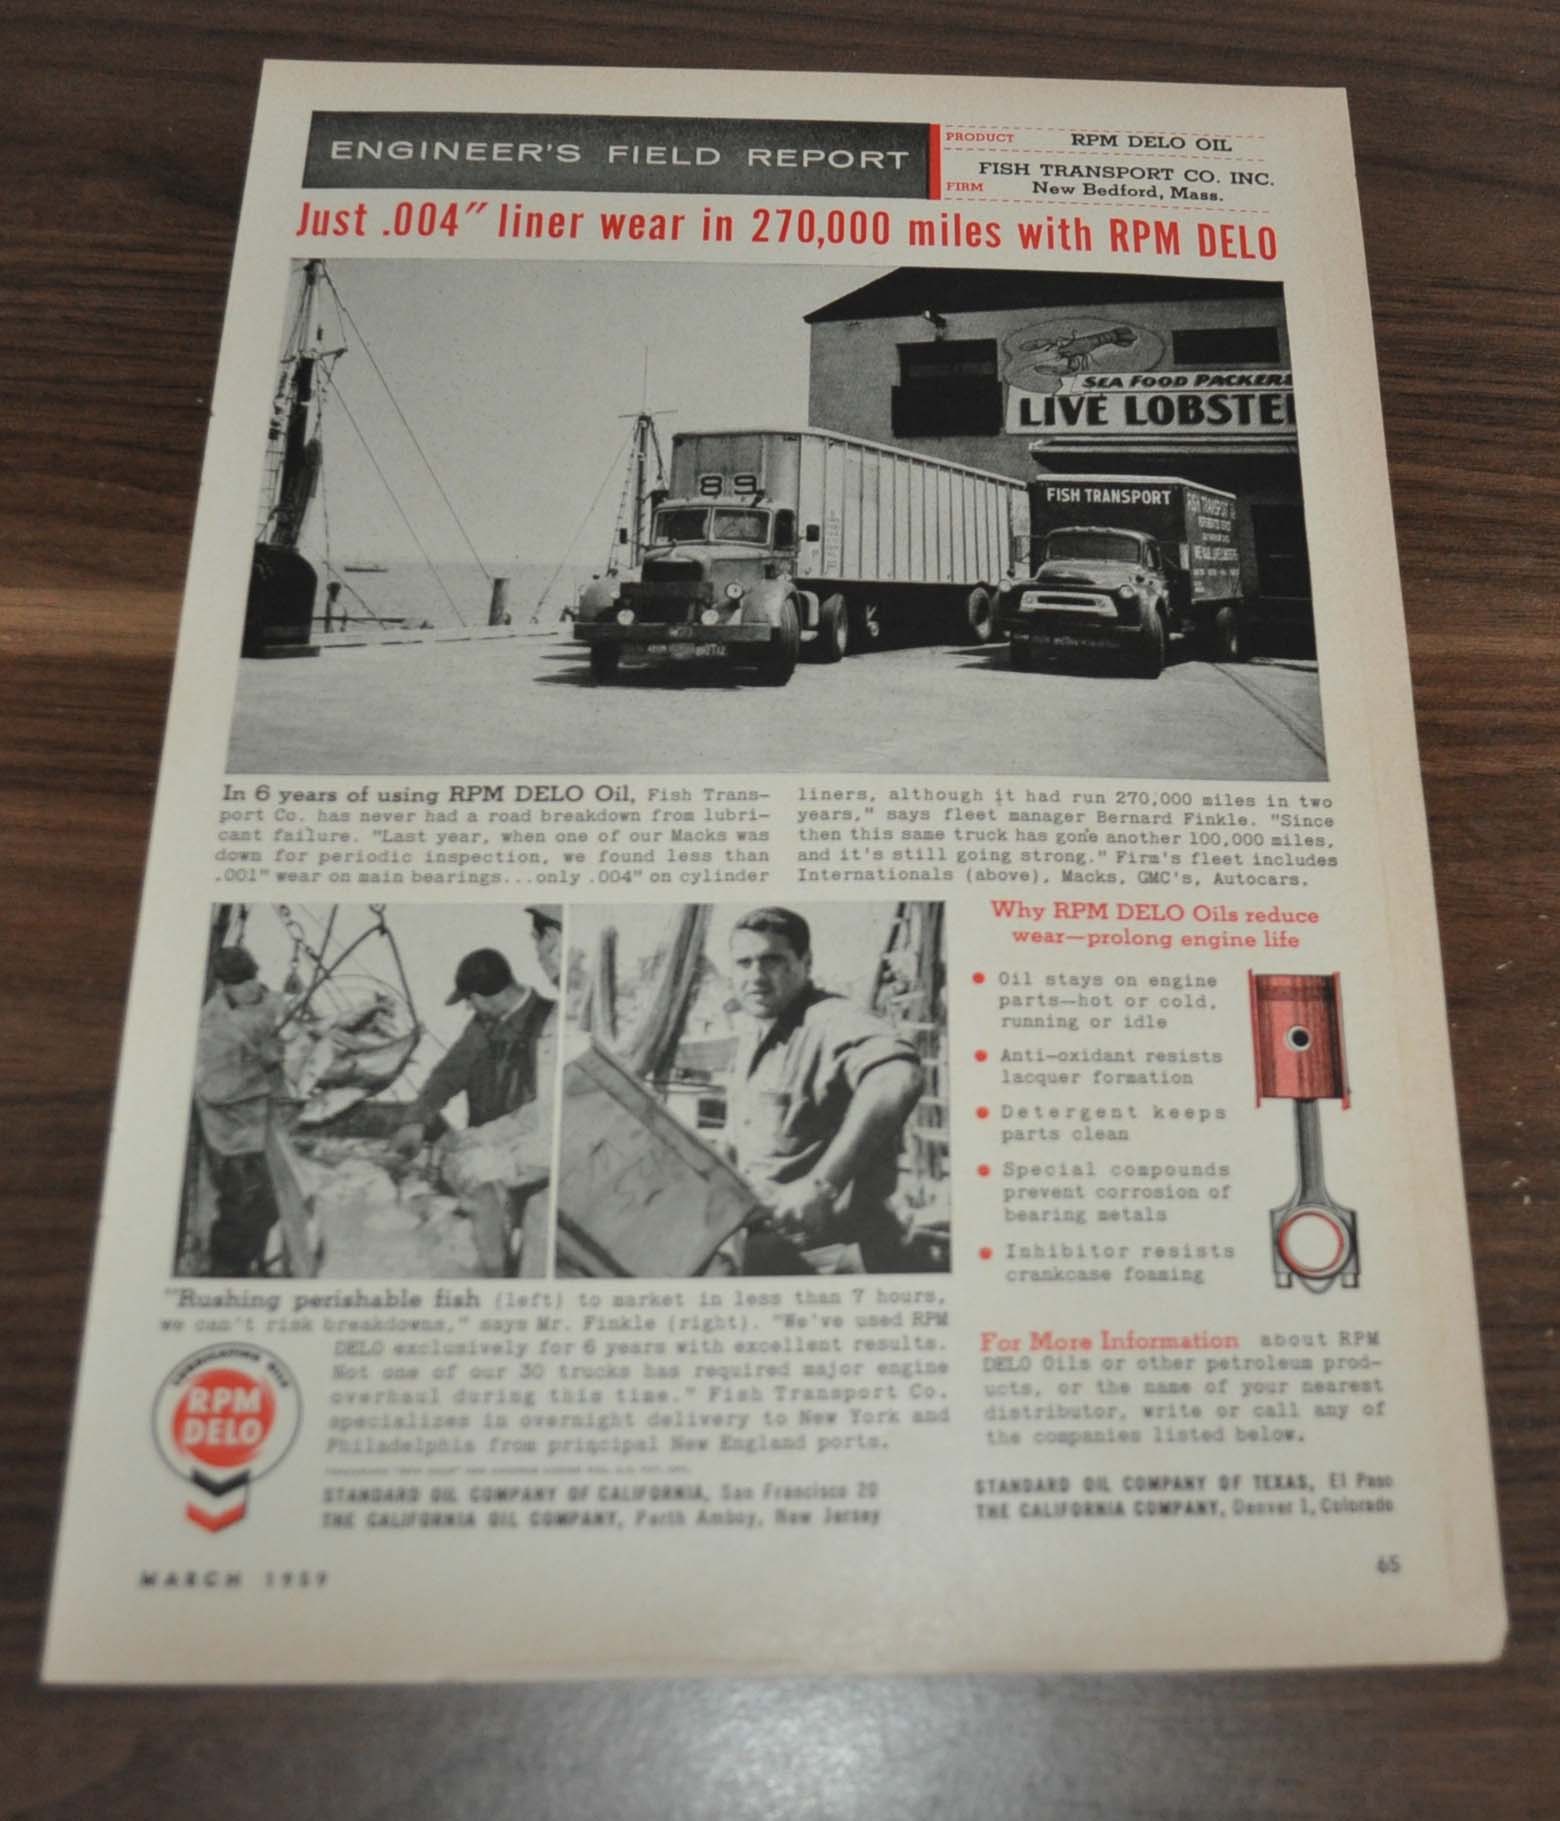 ENGINEER'S FIELD REPORT
PRODUCT RPM DELO OIL
FIRM FISH TRANSPORT CO. INC.
New Bedford, Mass.
Just .004" liner wear in 270,000 miles with RPM DELO
SEA FOOD PACKERS
LIVE LOBSTE
89
FISH TRANSPORT
In 6 years of using RPM DELO Oil, Fish Trans-
port Co. has never had a road breakdown from lubri-
cant failure. "Last year, when one of our Macks was
down for periodic inspection, we found less than
.001" wear on main bearings...only .004" on cylinder
liners, although it had run 270,000 miles in two
years," says fleet manager Bernard Finkle. "Since
then this same truck has gone another 100,000 miles,
and it's still going strong." Firm's fleet includes
Internationals (above), Macks, GMC's, Autocars.
"Rushing perishable fish (left) to market in less than 7 hours,
we can't risk breakdowns," says Mr. Finkle (right). "We've used RPM
DELO exclusively for 6 years with excellent results.
Not one of our 30 trucks has required major engine
overhaul during this time." Fish Transport Co.
specializes in overnight delivery to New York and
Philadelphia from principal New England ports.
Why RPM DELO Oils reduce
wear—prolong engine life
Oil stays on engine
parts—hot or cold,
running or idle
Anti-oxidant resists
lacquer formation
Detergent keeps
parts clean
Special compounds
prevent corrosion of
bearing metals
Inhibitor resists
crankcase foaming
For More Information about RPM
DELO Oils or other petroleum prod-
ucts, or the name of your nearest
distributor, write or call any of
the companies listed below.
LUBRICATING OILS
RPM
DELO
STANDARD OIL COMPANY OF CALIFORNIA, San Francisco 20
THE CALIFORNIA OIL COMPANY, Perth Amboy, New Jersey
STANDARD OIL COMPANY OF TEXAS, El Paso
THE CALIFORNIA COMPANY, Denver 1, Colorado
MARCH 1959
65